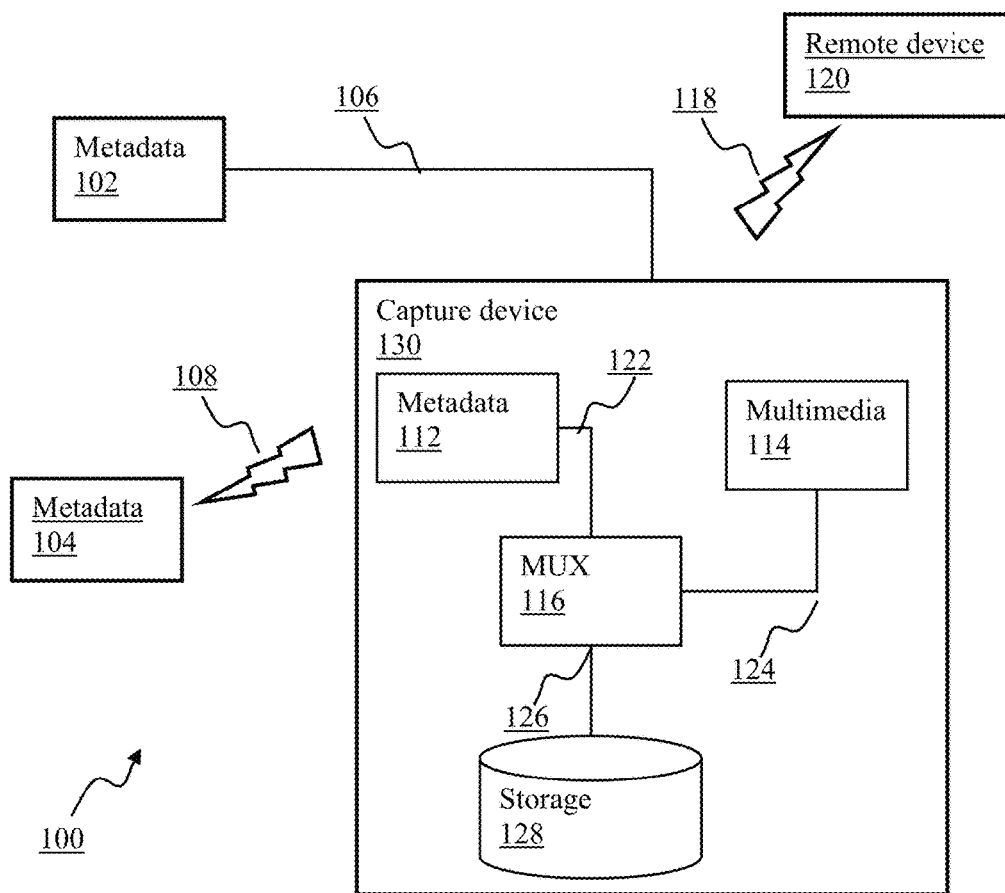 Remote device
120
118
106
Metadata
102
Capture device
130
122
108
Metadata
112
Multimedia
114
Metadata
104
MUX
116
124
126
Storage
128
100